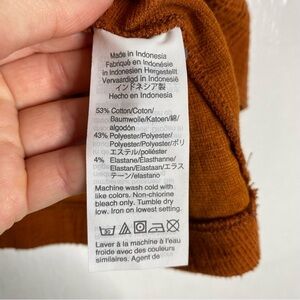 Made in Indonesia
Fabriqué en Indonésie
in Indonesien Hergestellt
Vervaardigd in Indonesië
インドネシア製
Hecho en Indonesia
53% Cotton/Coton/
Baumwolle/Katoen/綿/
algodón
43% Polyester/Polyester/
Polyester/Polyester/ポリ
エステル/poliéster
4% Elastane/Élasthanne/
Elastan/Elastaan/エラス
テーン/elastano
Machine wash cold with
like colors. Non-chlorine
bleach only. Tumble dry
low. Iron on lowest setting.
Laver à la machine à l'eau
froide avec des couleurs
similaires. Agent de